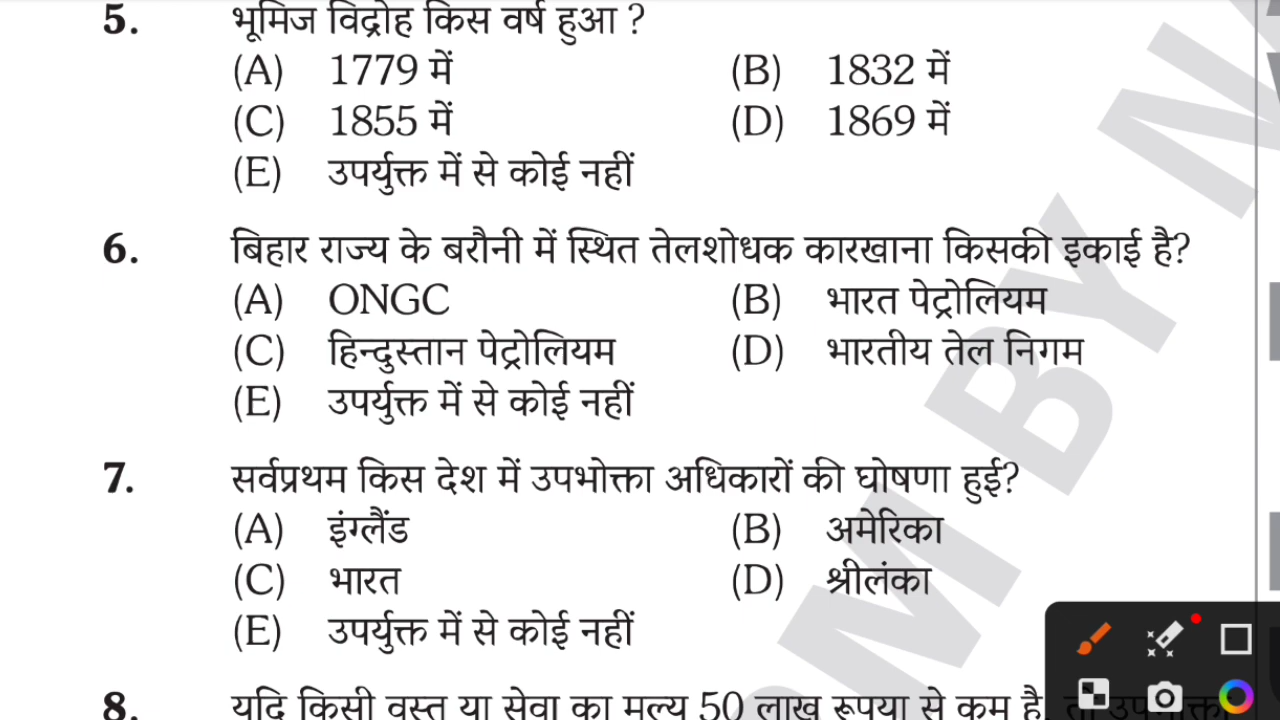 5. भूमिज विद्रोह किस वर्ष हुआ ?
(A) 1779 में (B) 1832 में
(C) 1855 में (D) 1869 में
(E) उपर्युक्त में से कोई नहीं
6. बिहार राज्य के बरौनी में स्थित तेलशोधक कारखाना किसकी इकाई है?
(A) ONGC (B) भारत पेट्रोलियम
(C) हिन्दुस्तान पेट्रोलियम (D) भारतीय तेल निगम
(E) उपर्युक्त में से कोई नहीं
7. सर्वप्रथम किस देश में उपभोक्ता अधिकारों की घोषणा हुई?
(A) इंग्लैंड (B) अमेरिका
(C) भारत (D) श्रीलंका
(E) उपर्युक्त में से कोई नहीं
8. यदि किसी वस्तु या सेवा का मूल्य 50 लाख रूपया से कम है,
BY